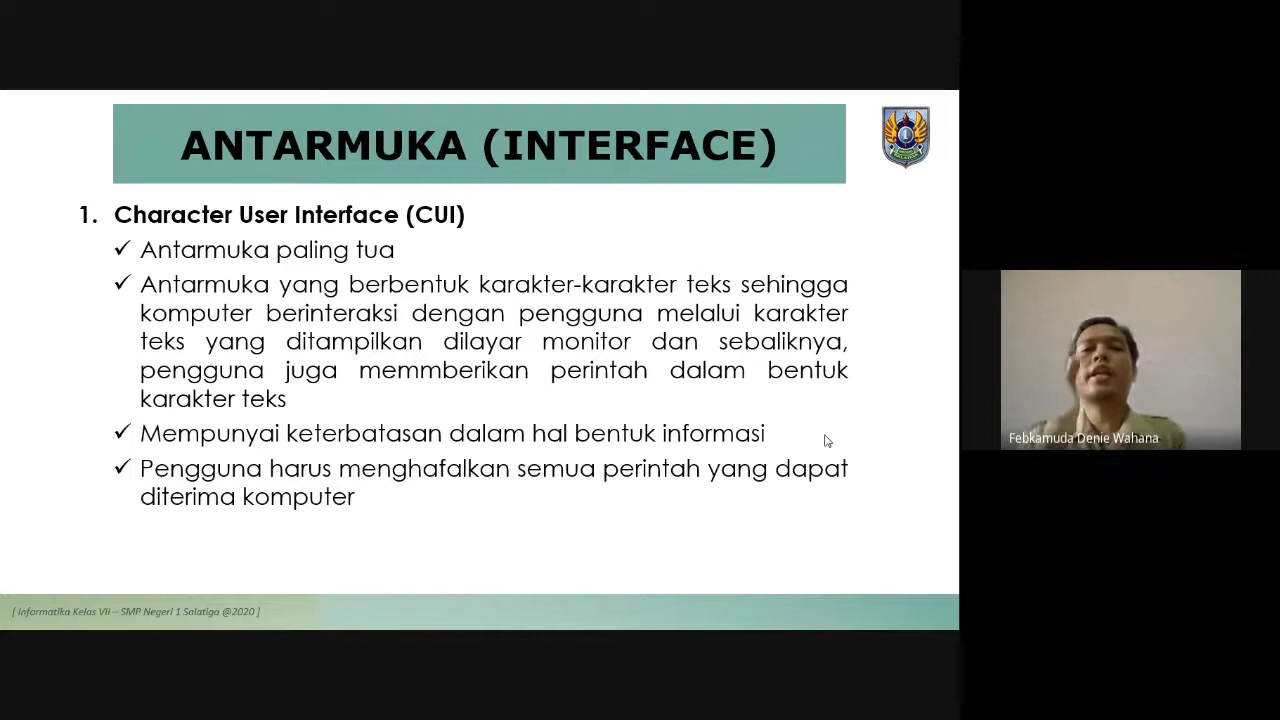 ANTARMUKA (INTERFACE)
1
1. Character User Interface (CUI)
✓ Antarmuka paling tua
✓ Antarmuka yang berbentuk karakter-karakter teks sehingga
komputer berinteraksi dengan pengguna melalui karakter
teks yang ditampilkan dilayar monitor dan sebaliknya,
pengguna juga memmberikan perintah dalam bentuk
karakter teks
✓ Mempunyai keterbatasan dalam hal bentuk informasi
✓ Pengguna harus menghafalkan semua perintah yang dapat
diterima komputer
Febkamuda Denie Wahana
[ Informatika Kelas VII – SMP Negeri 1 Salatiga @2020 ]